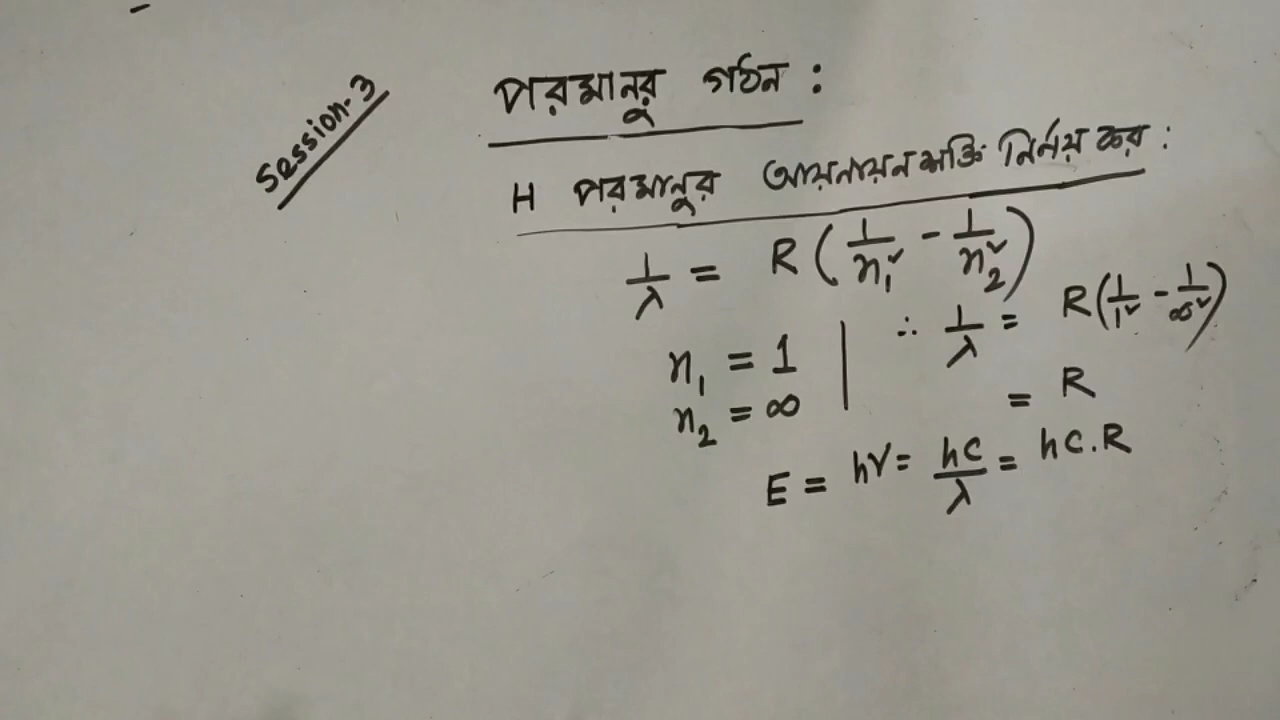 Session-3
পরমানুর গঠন :
H পরমানুর আয়নায়ন শক্তি নির্নয় কর :
1/λ = R(1/n₁² - 1/n₂²)
n₁ = 1 | ∴ 1/λ = R(1/1² - 1/∞²)
n₂ = ∞ | = R
E = hν = hc/λ = hC.R